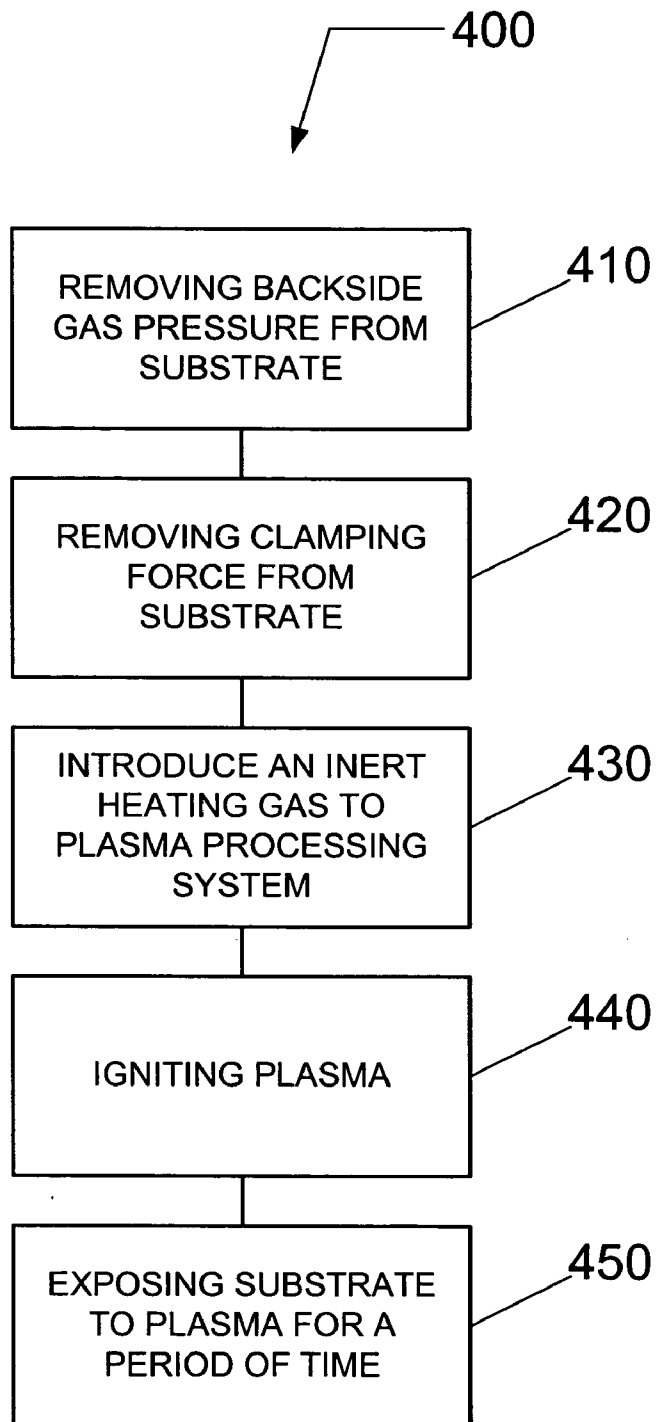 400
REMOVING BACKSIDE
GAS PRESSURE FROM
SUBSTRATE
410
REMOVING CLAMPING
FORCE FROM
SUBSTRATE
420
INTRODUCE AN INERT
HEATING GAS TO
PLASMA PROCESSING
SYSTEM
430
IGNITING PLASMA
440
EXPOSING SUBSTRATE
TO PLASMA FOR A
PERIOD OF TIME
450